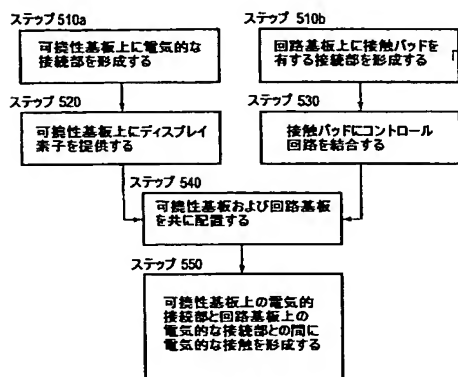 ステップ 510a
可撓性基板上に電気的な
接続部を形成する
ステップ 510b
回路基板上に接触パッドを
有する接続部を形成する
ステップ 520
可撓性基板上にディスプレイ
素子を提供する
ステップ 530
接触パッドにコントロール
回路を結合する
ステップ 540
可撓性基板および回路基板
を共に配置する
ステップ 550
可撓性基板上の電気的
接続部と回路基板上の
電気的な接続部との間に
電気的な接触を形成する